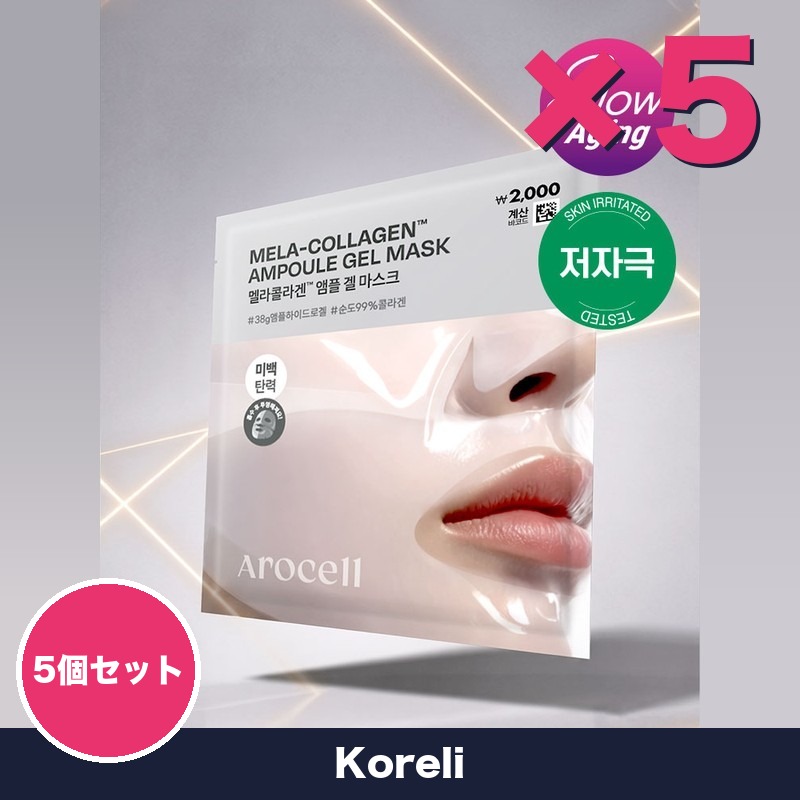 ×5
Slow
Aging
₩2,000
계산
바코드
MELA-COLLAGEN™
AMPOULE GEL MASK
멜라콜라겐™ 앰플 겔 마스크
#38g앰플하이드로겔 #순도99%콜라겐
SKIN IRRITATED
저자극
TESTED
미백
탄력
Arocell
5個セット
Koreli